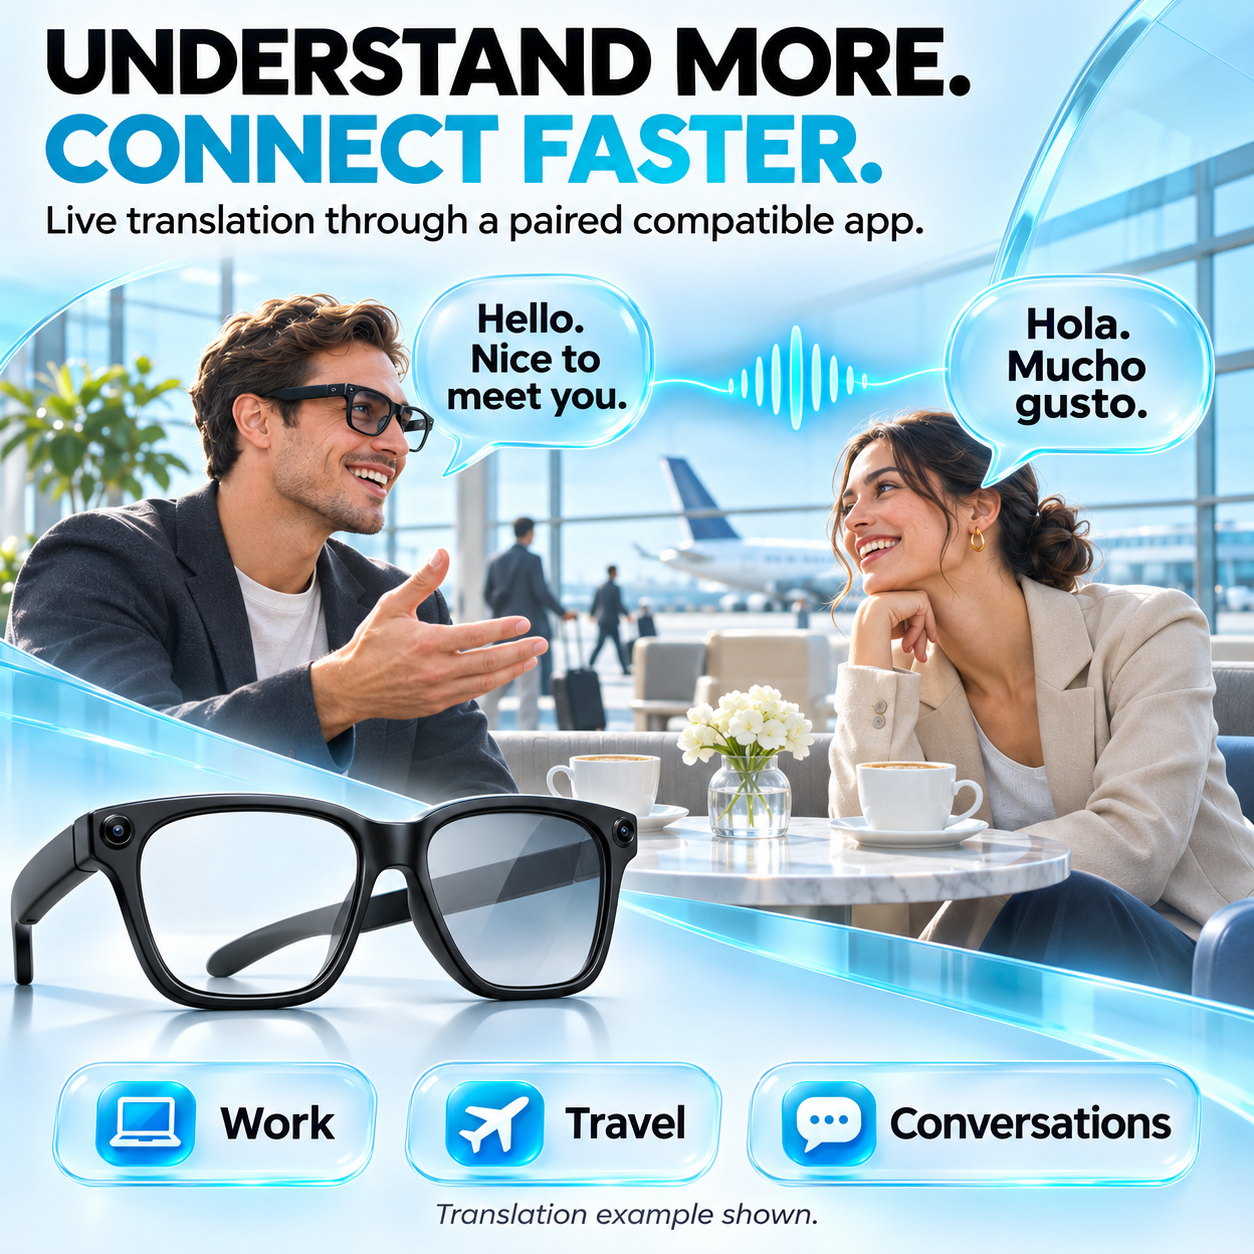 UNDERSTAND MORE.
CONNECT FASTER.
Live translation through a paired compatible app.
Hello.
Nice to
meet you.
Hola.
Mucho
gusto.
Work
Travel
Conversations
Translation example shown.